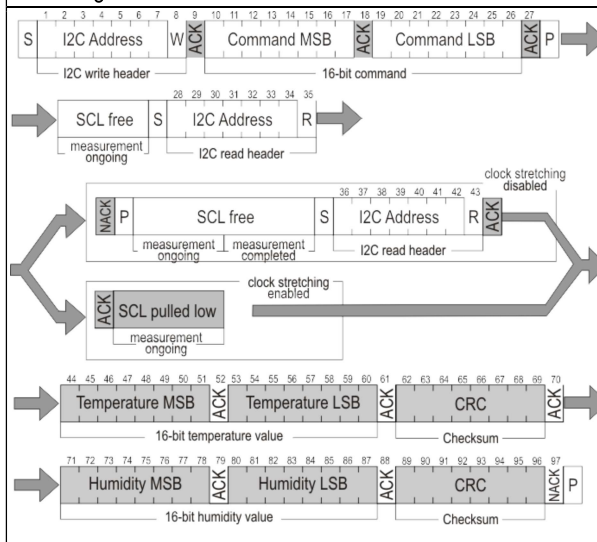 1 2 3 4 5 6 7 8 9 10 11 12 13 14 15 16 17 18 19 20 21 22 23 24 25 26 27
S I2C Address W ACK Command MSB ACK Command LSB ACK P
I2C write header 16-bit command
28 29 30 31 32 33 34 35
SCL free S I2C Address R
measurement ongoing I2C read header
clock stretching
disabled
36 37 38 39 40 41 42 43
NACK P SCL free S I2C Address R ACK
measurement ongoing measurement completed I2C read header
clock stretching
enabled
ACK SCL pulled low
measurement
ongoing
44 45 46 47 48 49 50 51 52 53 54 55 56 57 58 59 60 61 62 63 64 65 66 67 68 69 70
Temperature MSB ACK Temperature LSB ACK CRC ACK
16-bit temperature value Checksum
71 72 73 74 75 76 77 78 79 80 81 82 83 84 85 86 87 88 89 90 91 92 93 94 95 96 97
Humidity MSB ACK Humidity LSB ACK CRC NACK P
16-bit humidity value Checksum